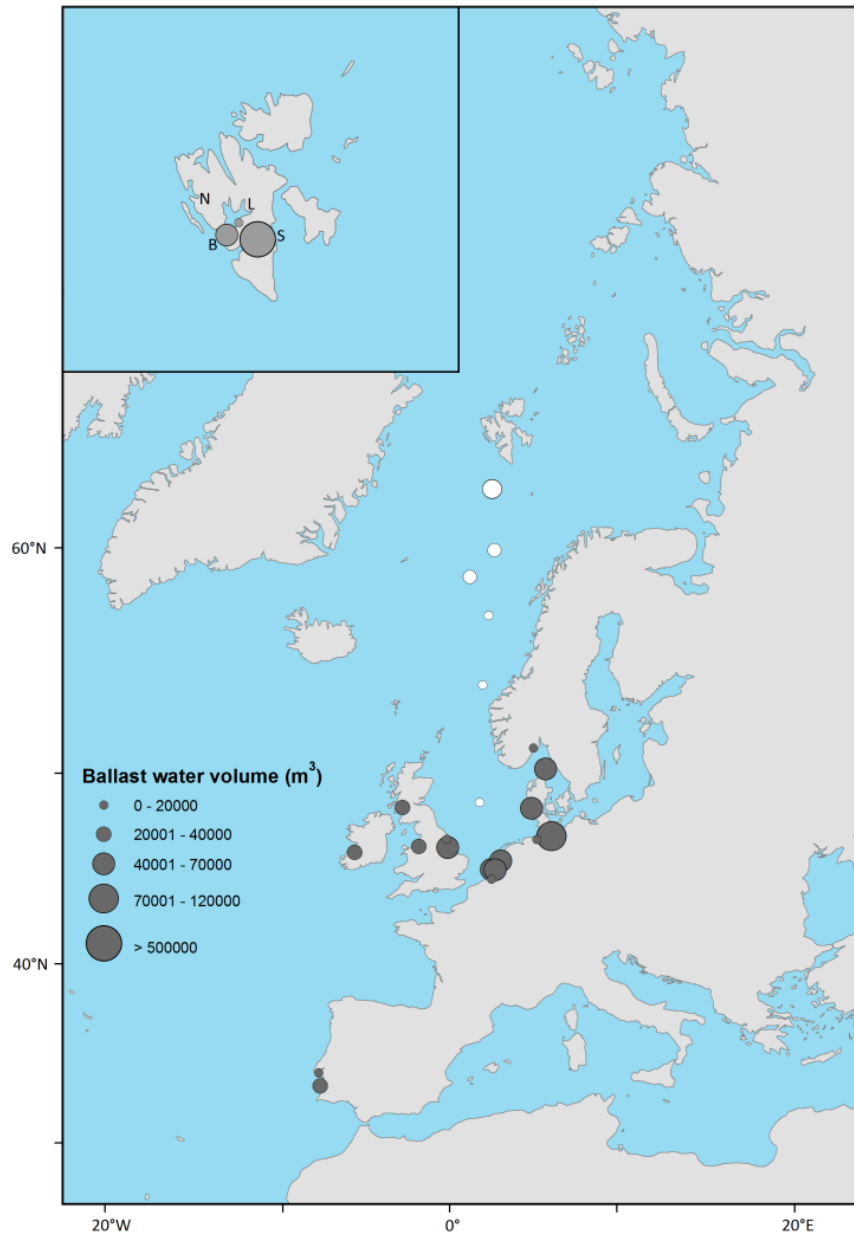 N
L
B
S
60°N
Ballast water volume (m³)
0 - 20000
20001 - 40000
40001 - 70000
70001 - 120000
> 500000
40°N
20°W
0°
20°E